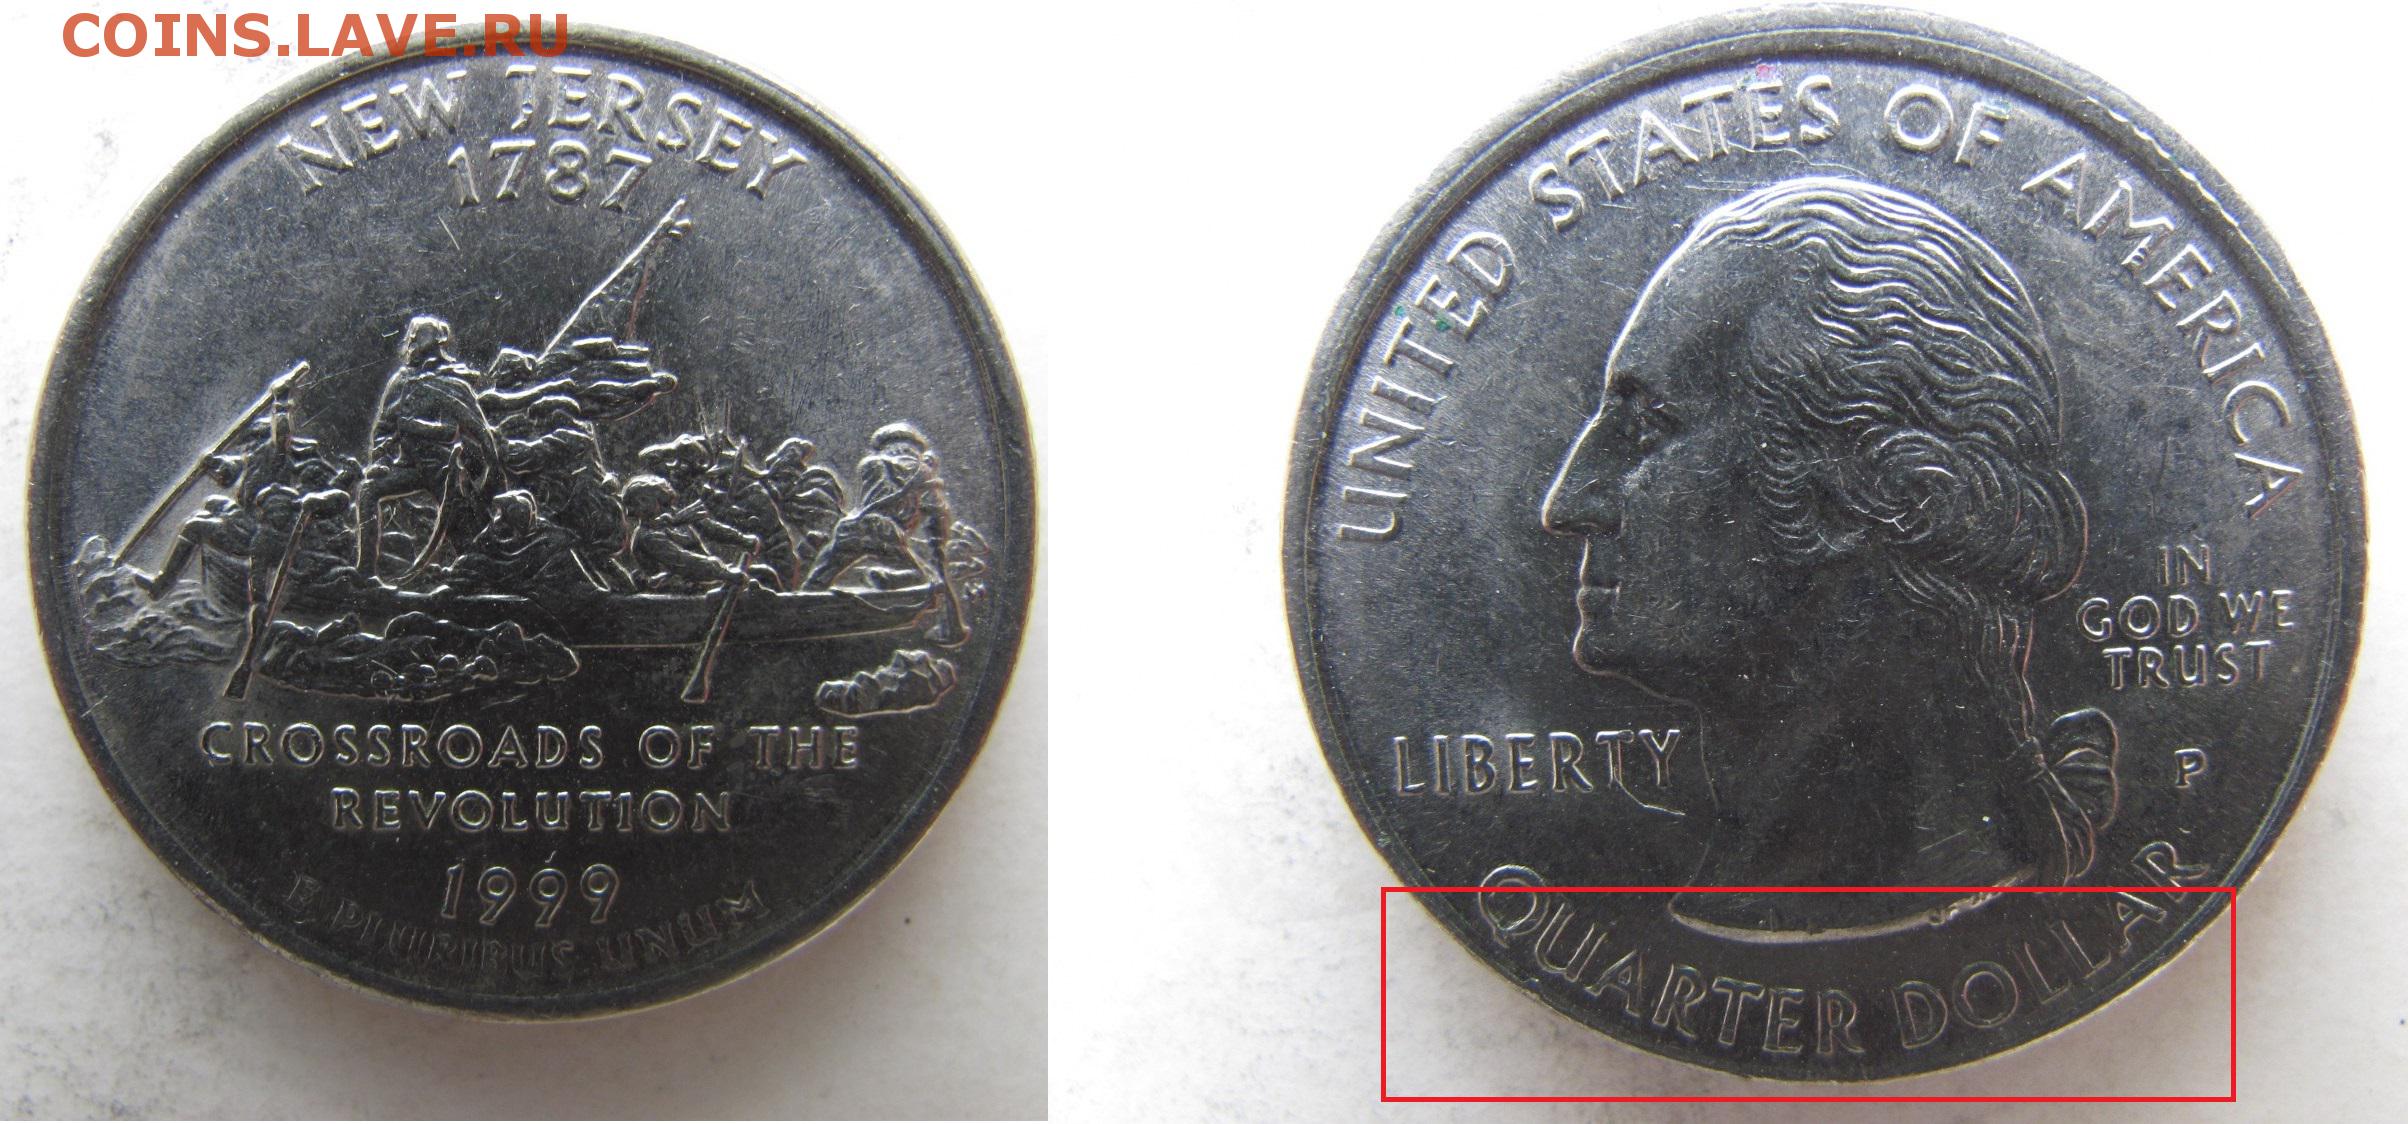 COINS.LAVE.RU
NEW JERSEY
1787
CROSSROADS OF THE
REVOLUTION
1999
E PLURIBUS UNUM
UNITED STATES OF AMERICA
IN
GOD WE
TRUST
LIBERTY
P
QUARTER DOLLAR